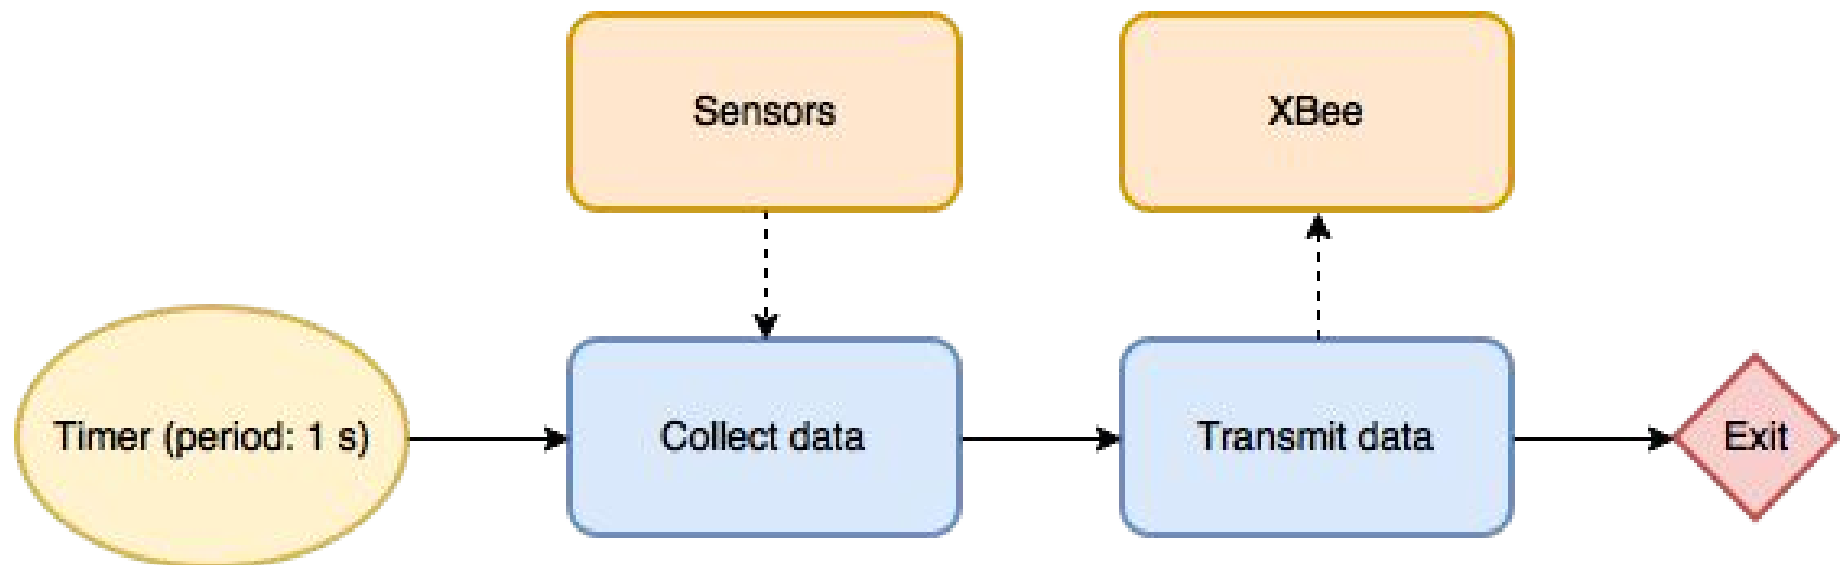 Sensors
XBee
Timer (period: 1 s)
Collect data
Transmit data
Exit